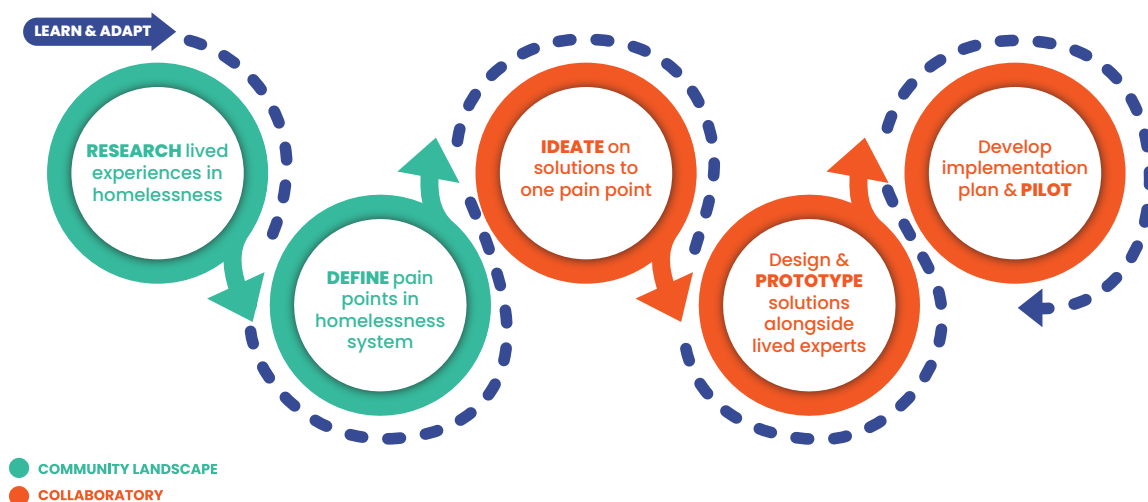 LEARN & ADAPT
RESEARCH lived
experiences in
homelessness
DEFINE pain
points in
homelessness
system
IDEATE on
solutions to
one pain point
Design &
PROTOTYPE
solutions
alongside
lived experts
Develop
implementation
plan & PILOT
COMMUNITY LANDSCAPE
COLLABORATORY